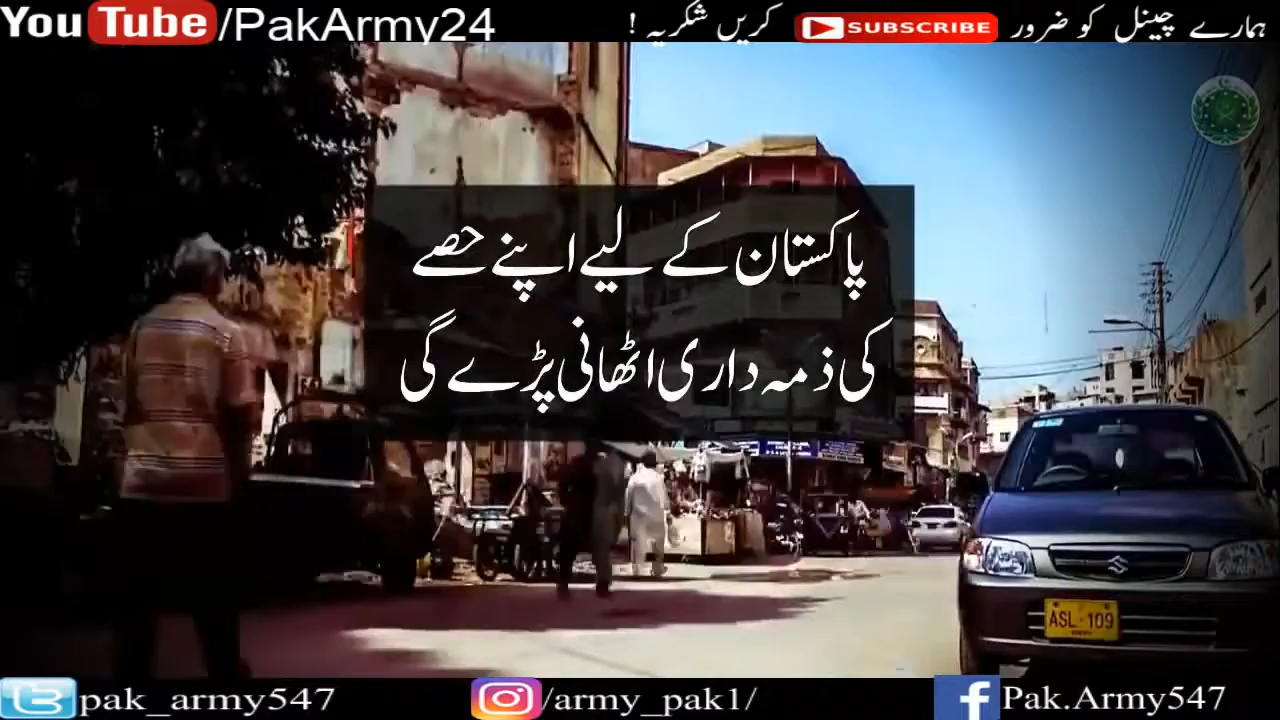 YouTube/PakArmy24
ہمارے چینل کو ضرور SUBSCRIBE کریں شکریہ !
پاکستان کے لیے اپنے حصے
کی ذمہ داری اٹھانی پڑے گی
ASL-109
pak_army547
/army_pak1/
Pak.Army547